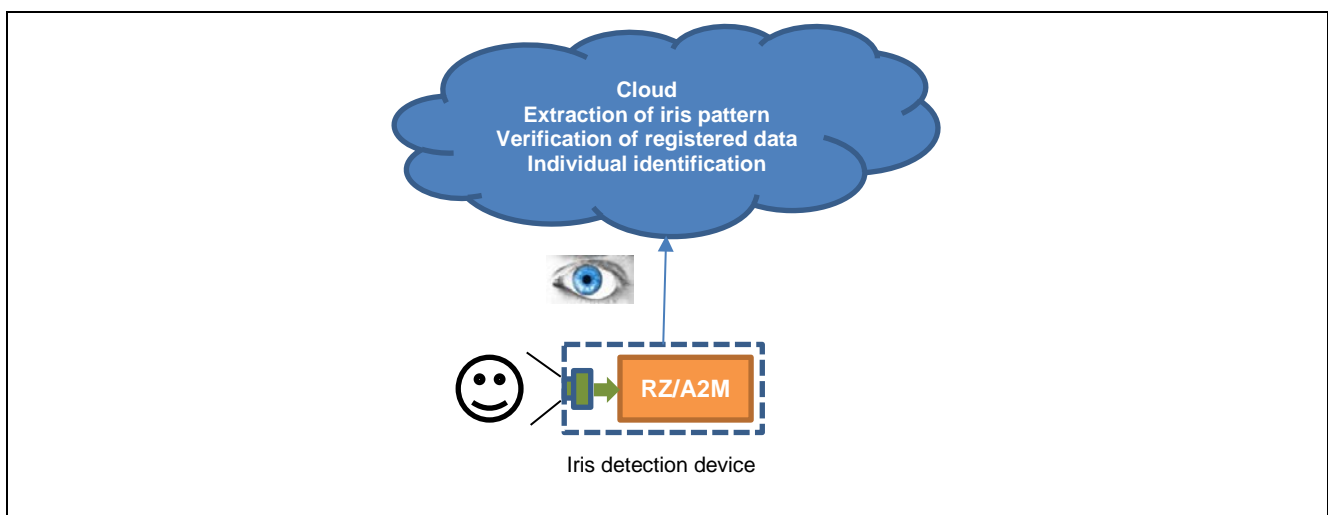 Cloud
Extraction of iris pattern
Verification of registered data
Individual identification
RZ/A2M
Iris detection device